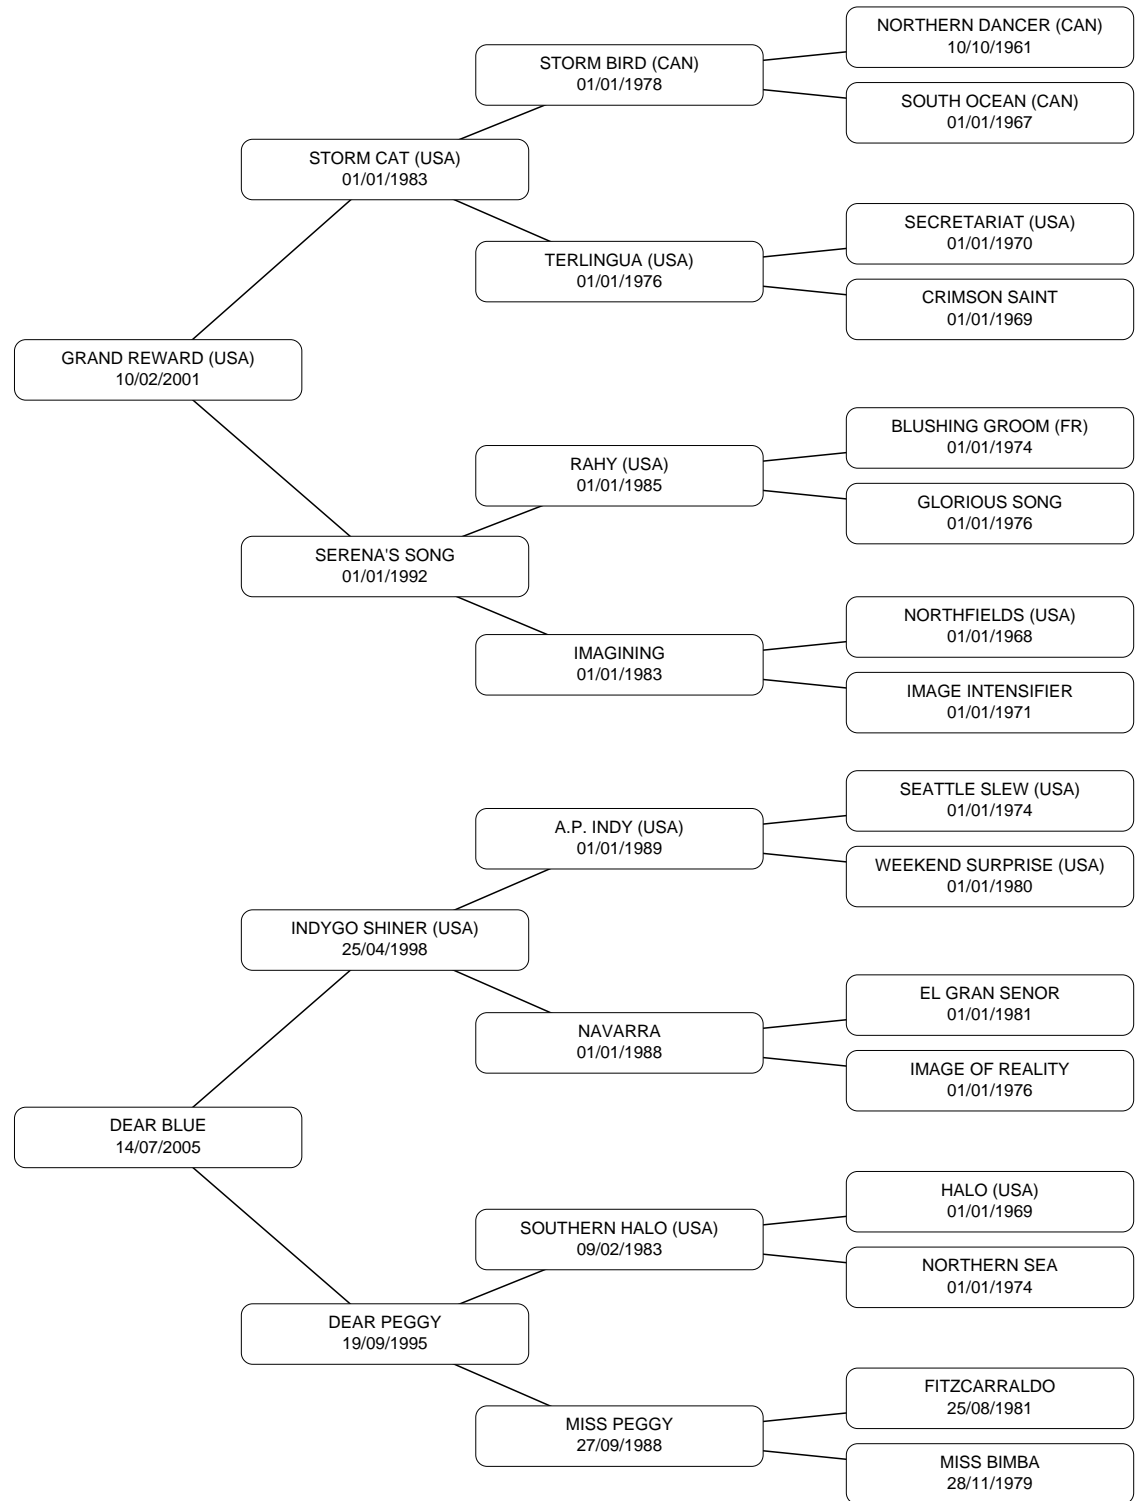 NORTHERN DANCER (CAN)
10/10/1961
STORM BIRD (CAN)
01/01/1978
SOUTH OCEAN (CAN)
01/01/1967
STORM CAT (USA)
01/01/1983
SECRETARIAT (USA)
01/01/1970
TERLINGUA (USA)
01/01/1976
CRIMSON SAINT
01/01/1969
GRAND REWARD (USA)
10/02/2001
BLUSHING GROOM (FR)
01/01/1974
RAHY (USA)
01/01/1985
GLORIOUS SONG
01/01/1976
SERENA'S SONG
01/01/1992
NORTHFIELDS (USA)
01/01/1968
IMAGINING
01/01/1983
IMAGE INTENSIFIER
01/01/1971
SEATTLE SLEW (USA)
01/01/1974
A.P. INDY (USA)
01/01/1989
WEEKEND SURPRISE (USA)
01/01/1980
INDYGO SHINER (USA)
25/04/1998
EL GRAN SENOR
01/01/1981
NAVARRA
01/01/1988
IMAGE OF REALITY
01/01/1976
DEAR BLUE
14/07/2005
HALO (USA)
01/01/1969
SOUTHERN HALO (USA)
09/02/1983
NORTHERN SEA
01/01/1974
DEAR PEGGY
19/09/1995
FITZCARRALDO
25/08/1981
MISS PEGGY
27/09/1988
MISS BIMBA
28/11/1979